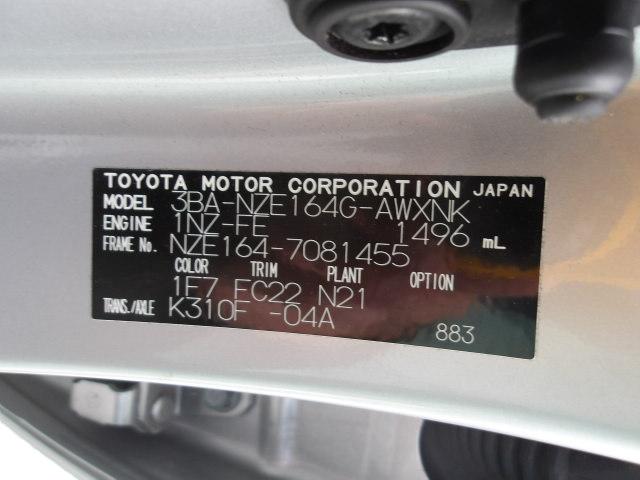 TOYOTA MOTOR CORPORATION JAPAN
MODEL 3BA-NZE164G-AWXNK
ENGINE 1NZ-FE 1496 mL
FRAME No. NZE164-7081455
COLOR TRIM PLANT OPTION
1F7 FC22 N21
TRANS./AXLE K310F -04A
883